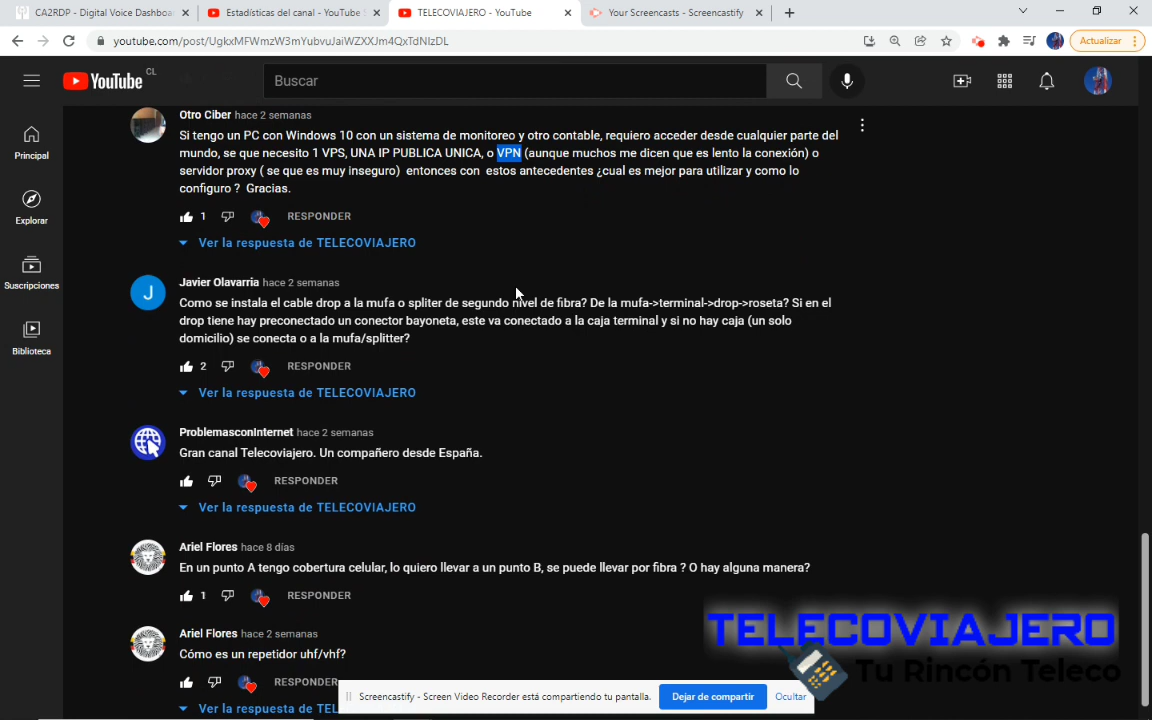 CA2RDP - Digital Voice Dashboa
Estadísticas del canal - YouTube S
TELECOVIAJERO - YouTube
Your Screencasts - Screencastify
youtube.com/post/UgkxMFWmzW3mYubvuJaiWZXXJm4QxTdNIzDL
Actualizar
YouTube CL
Buscar
Principal
Explorar
Suscripciones
Biblioteca
Otro Ciber hace 2 semanas
Si tengo un PC con Windows 10 con un sistema de monitoreo y otro contable, requiero acceder desde cualquier parte del
mundo, se que necesito 1 VPS, UNA IP PUBLICA UNICA, o VPN (aunque muchos me dicen que es lento la conexión) o
servidor proxy ( se que es muy inseguro) entonces con estos antecedentes ¿cual es mejor para utilizar y como lo
configuro ? Gracias.
1 RESPONDER
Ver la respuesta de TELECOVIAJERO
J
Javier Olavarria hace 2 semanas
Como se instala el cable drop a la mufa o spliter de segundo nivel de fibra? De la mufa->terminal->drop->roseta? Si en el
drop tiene hay preconectado un conector bayoneta, este va conectado a la caja terminal y si no hay caja (un solo
domicilio) se conecta o a la mufa/splitter?
2 RESPONDER
Ver la respuesta de TELECOVIAJERO
ProblemasconInternet hace 2 semanas
Gran canal Telecoviajero. Un compañero desde España.
RESPONDER
Ver la respuesta de TELECOVIAJERO
Ariel Flores hace 8 días
En un punto A tengo cobertura celular, lo quiero llevar a un punto B, se puede llevar por fibra ? O hay alguna manera?
1 RESPONDER
Ariel Flores hace 2 semanas
Cómo es un repetidor uhf/vhf?
RESPONDER
Ver la respuesta de
TELECOVIAJERO
Tu Rincón Teleco
Screencastify - Screen Video Recorder está compartiendo tu pantalla.
Dejar de compartir
Ocultar